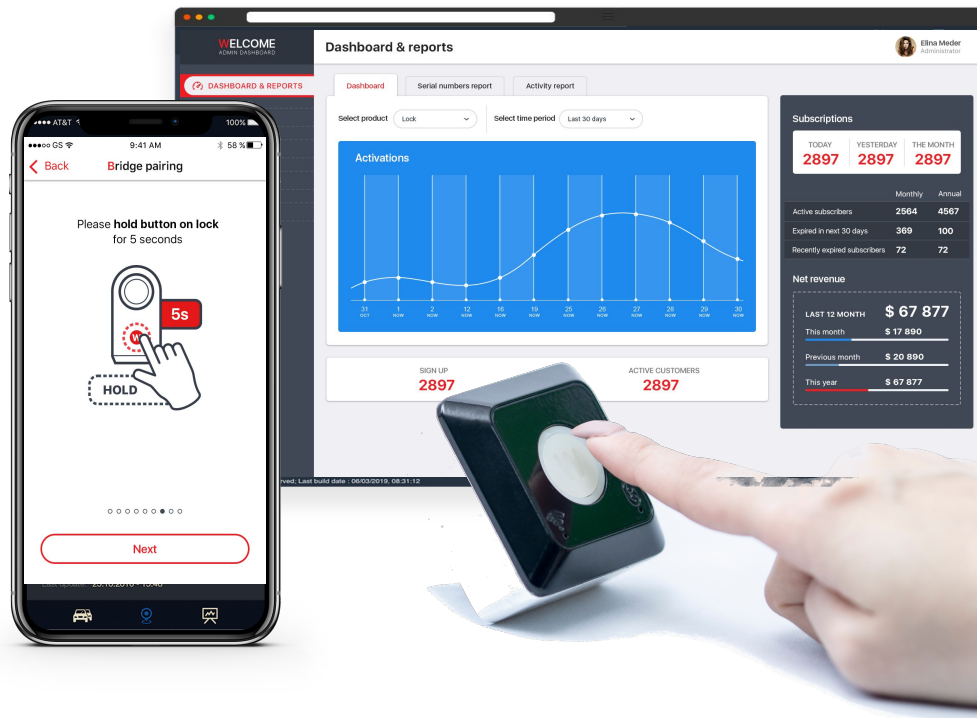 WELCOME
ADMIN DASHBOARD
Dashboard & reports
Elina Meder
Administrator
DASHBOARD & REPORTS
Dashboard
Serial numbers report
Activity report
Select product
Lock
Select time period
Last 30 days
Activations
31
OCT
1
NOW
2
NOW
12
NOW
16
NOW
19
NOW
25
NOW
26
NOW
27
NOW
28
NOW
29
NOW
30
NOW
SIGN UP
2897
ACTIVE CUSTOMERS
2897
Subscriptions
TODAY
2897
YESTERDAY
2897
THE MONTH
2897
Monthly Annual
Active subscribers 2564 4567
Expired in next 30 days 369 100
Recently expired subscribers 72 72
Net revenue
LAST 12 MONTH $ 67 877
This month $ 17 890
Previous month $ 20 890
This year $ 67 877
rved; Last build date : 06/03/2019, 08:31:12
AT&T 100%
GS 9:41 AM 58 %
Back
Bridge pairing
Please hold button on lock
for 5 seconds
5s
W
HOLD
Next